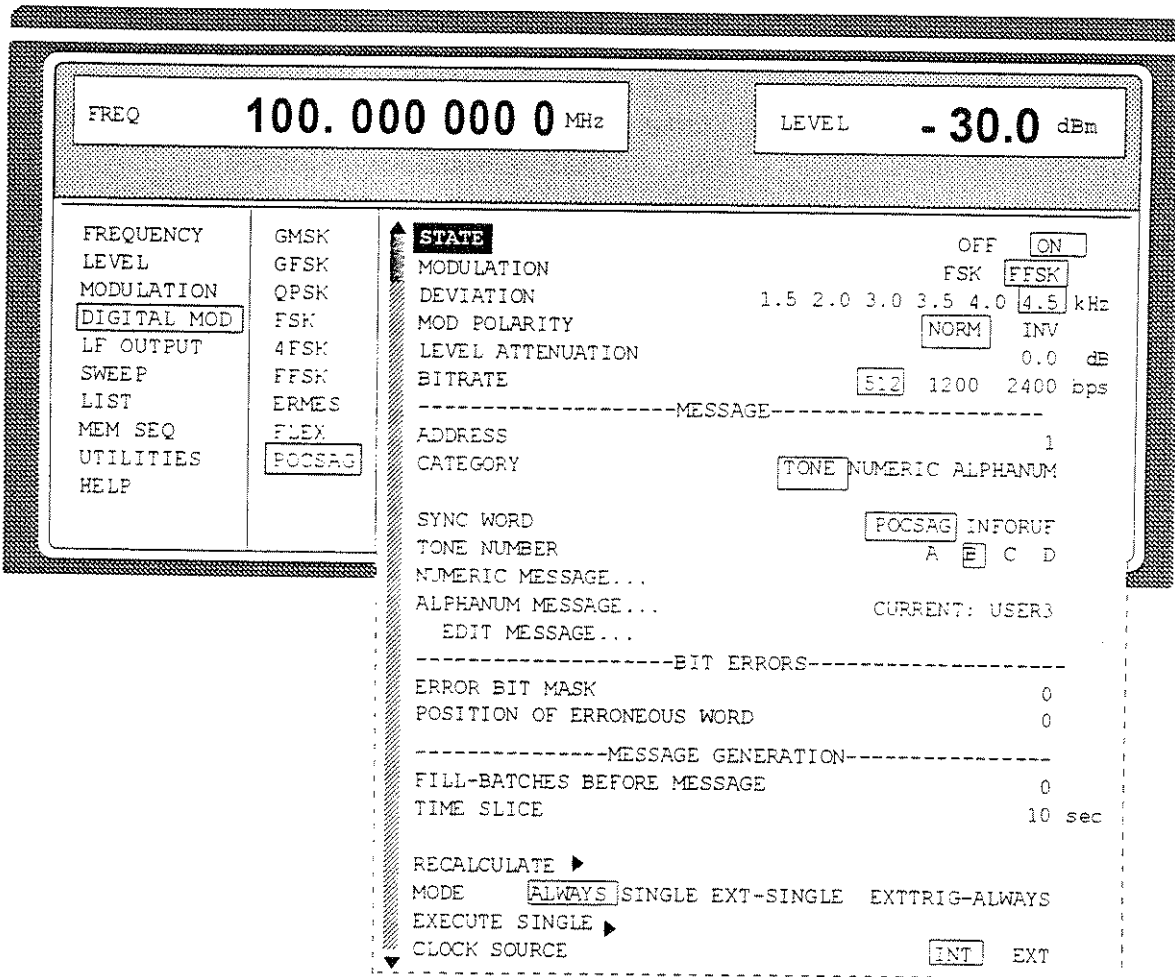 FREQ 100. 000 000 0 MHz LEVEL - 30.0 dBm
FREQUENCY
LEVEL
MODULATION
DIGITAL MOD
LF OUTPUT
SWEEP
LIST
MEM SEQ
UTILITIES
HELP
GMSK
GFSK
QPSK
FSK
4FSK
FFSK
ERMES
FLEX
POCSAG
STATE OFF ON
MODULATION FSK FFSK
DEVIATION 1.5 2.0 3.0 3.5 4.0 4.5 kHz
MOD POLARITY NORM INV
LEVEL ATTENUATION 0.0 dB
BITRATE 512 1200 2400 bps
--------------------MESSAGE---------------------
ADDRESS 1
CATEGORY TONE NUMERIC ALPHANUM
SYNC WORD POCSAG INFORUF
TONE NUMBER A B C D
NUMERIC MESSAGE...
ALPHANUM MESSAGE... CURRENT: USER3
EDIT MESSAGE...
--------------------BIT ERRORS--------------------
ERROR BIT MASK 0
POSITION OF ERRONEOUS WORD 0
---------------MESSAGE GENERATION----------------
FILL-BATCHES BEFORE MESSAGE 0
TIME SLICE 10 sec
RECALCULATE
MODE ALWAYS SINGLE EXT-SINGLE EXTTRIG-ALWAYS
EXECUTE SINGLE
CLOCK SOURCE INT EXT